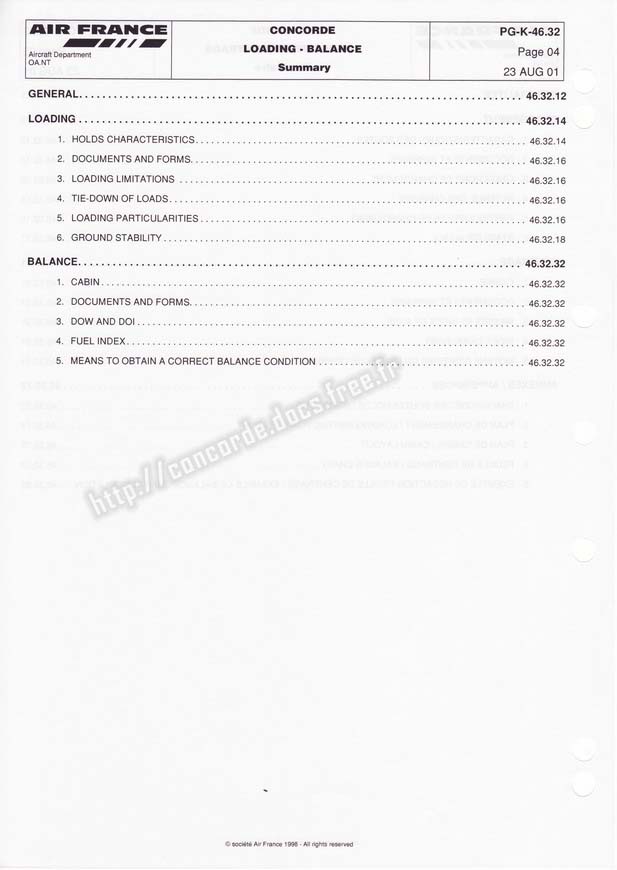 AIR FRANCE
Aircraft Department
OA.NT
CONCORDE
LOADING - BALANCE
Summary
PG-K-46.32
Page 04
23 AUG 01
GENERAL. . . . . . . . . . . . . . . . . . . . . . . . . . . . . . 46.32.12
LOADING . . . . . . . . . . . . . . . . . . . . . . . . . . . . . . 46.32.14
1. HOLDS CHARACTERISTICS. . . . . . . . . . . . . . . . . . . . 46.32.14
2. DOCUMENTS AND FORMS. . . . . . . . . . . . . . . . . . . . 46.32.16
3. LOADING LIMITATIONS . . . . . . . . . . . . . . . . . . . . 46.32.16
4. TIE-DOWN OF LOADS. . . . . . . . . . . . . . . . . . . . 46.32.16
5. LOADING PARTICULARITIES . . . . . . . . . . . . . . . . . . . . 46.32.16
6. GROUND STABILITY . . . . . . . . . . . . . . . . . . . . 46.32.18
BALANCE. . . . . . . . . . . . . . . . . . . . . . . . . . . . . . 46.32.32
1. CABIN . . . . . . . . . . . . . . . . . . . . 46.32.32
2. DOCUMENTS AND FORMS. . . . . . . . . . . . . . . . . . . . 46.32.32
3. DOW AND DOI . . . . . . . . . . . . . . . . . . . . 46.32.32
4. FUEL INDEX. . . . . . . . . . . . . . . . . . . . 46.32.32
5. MEANS TO OBTAIN A CORRECT BALANCE CONDITION . . . . . . . . . . . . . . . . . . . . 46.32.32
http://concorde.docs.free.fr
© société Air France 1998 - All rights reserved